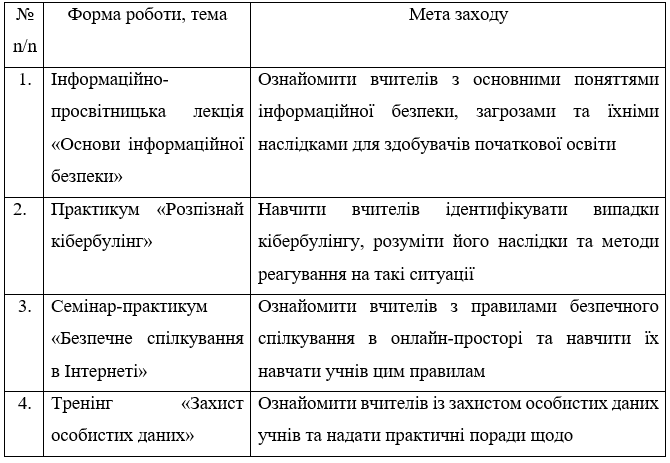 № Форма роботи, тема Мета заходу
n/n
1. Інформаційно- Ознайомити вчителів з основними поняттями
просвітницька лекція інформаційної безпеки, загрозами та їхніми
«Основи інформаційної наслідками для здобувачів початкової освіти
безпеки»
2. Практикум «Розпізнай Навчити вчителів ідентифікувати випадки
кібербулінг» кібербулінгу, розуміти його наслідки та методи
реагування на такі ситуації
3. Семінар-практикум Ознайомити вчителів з правилами безпечного
«Безпечне спілкування спілкування в онлайн-просторі та навчити їх
в Інтернеті» навчати учнів цим правилам
4. Тренінг «Захист Ознайомити вчителів із захистом особистих даних
особистих даних» учнів та надати практичні поради щодо